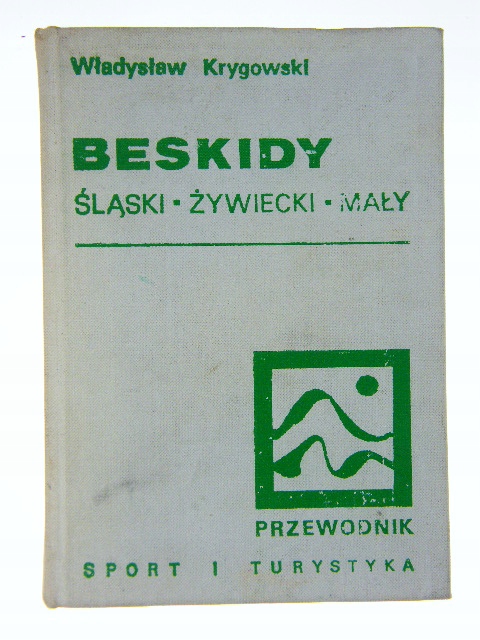 Władysław Krygowski
BESKIDY
ŚLĄSKI ▪ ŻYWIECKI ▪ MAŁY
PRZEWODNIK
SPORT I TURYSTYKA